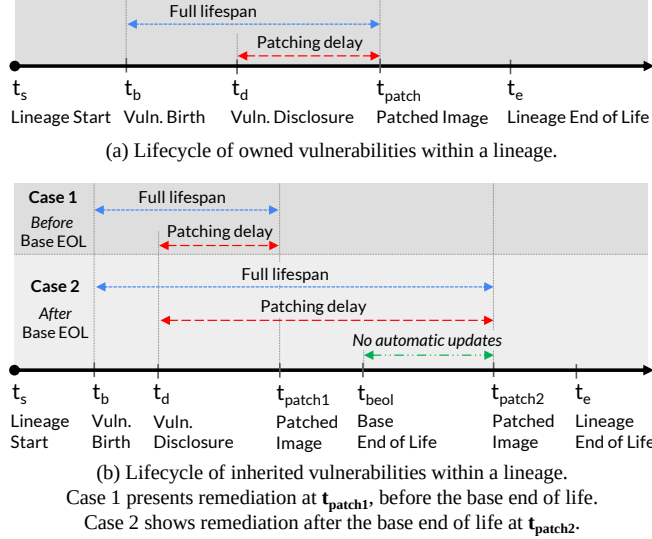 Full lifespan
Patching delay
ts tb td tpatch te
Lineage Start Vuln. Birth Vuln. Disclosure Patched Image Lineage End of Life
(a) Lifecycle of owned vulnerabilities within a lineage.
Case 1 Full lifespan
Before
Base EOL Patching delay
Case 2 Full lifespan
After
Base EOL Patching delay
No automatic updates
ts tb td tpatch1 tbeol tpatch2 te
Lineage Vuln. Vuln. Patched Base Patched Lineage
Start Birth Disclosure Image End of Life Image End of Life
(b) Lifecycle of inherited vulnerabilities within a lineage.
Case 1 presents remediation at tpatch1, before the base end of life.
Case 2 shows remediation after the base end of life at tpatch2.